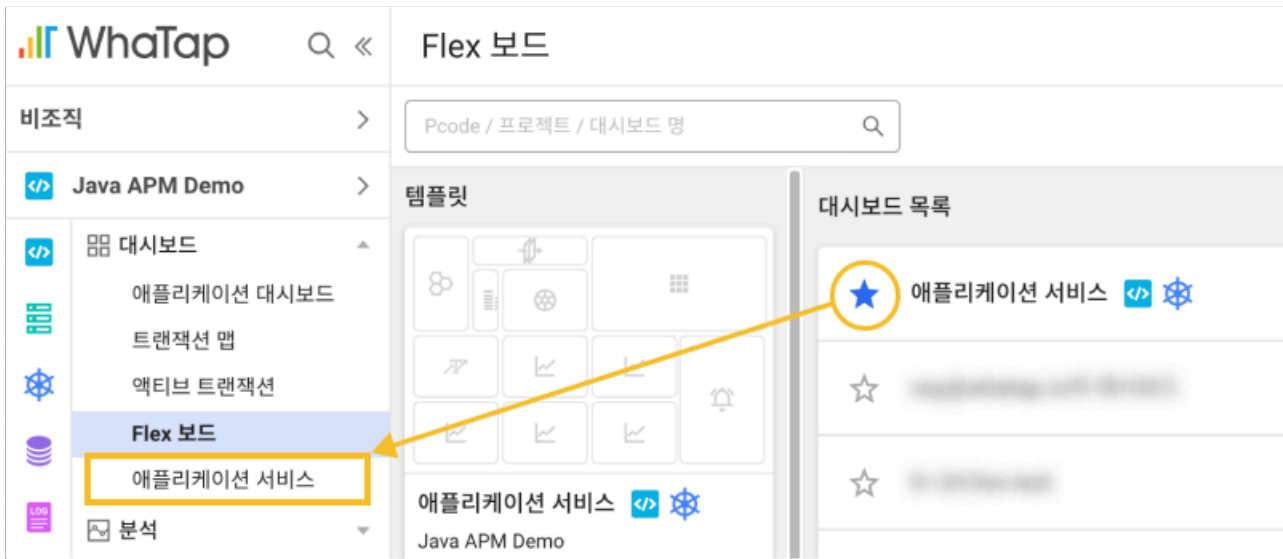 WhaTap
비조직
Java APM Demo
대시보드
애플리케이션 대시보드
트랜잭션 맵
액티브 트랜잭션
Flex 보드
애플리케이션 서비스
LOG
분석
Flex 보드
Pcode / 프로젝트 / 대시보드 명
템플릿
애플리케이션 서비스
Java APM Demo
대시보드 목록
애플리케이션 서비스